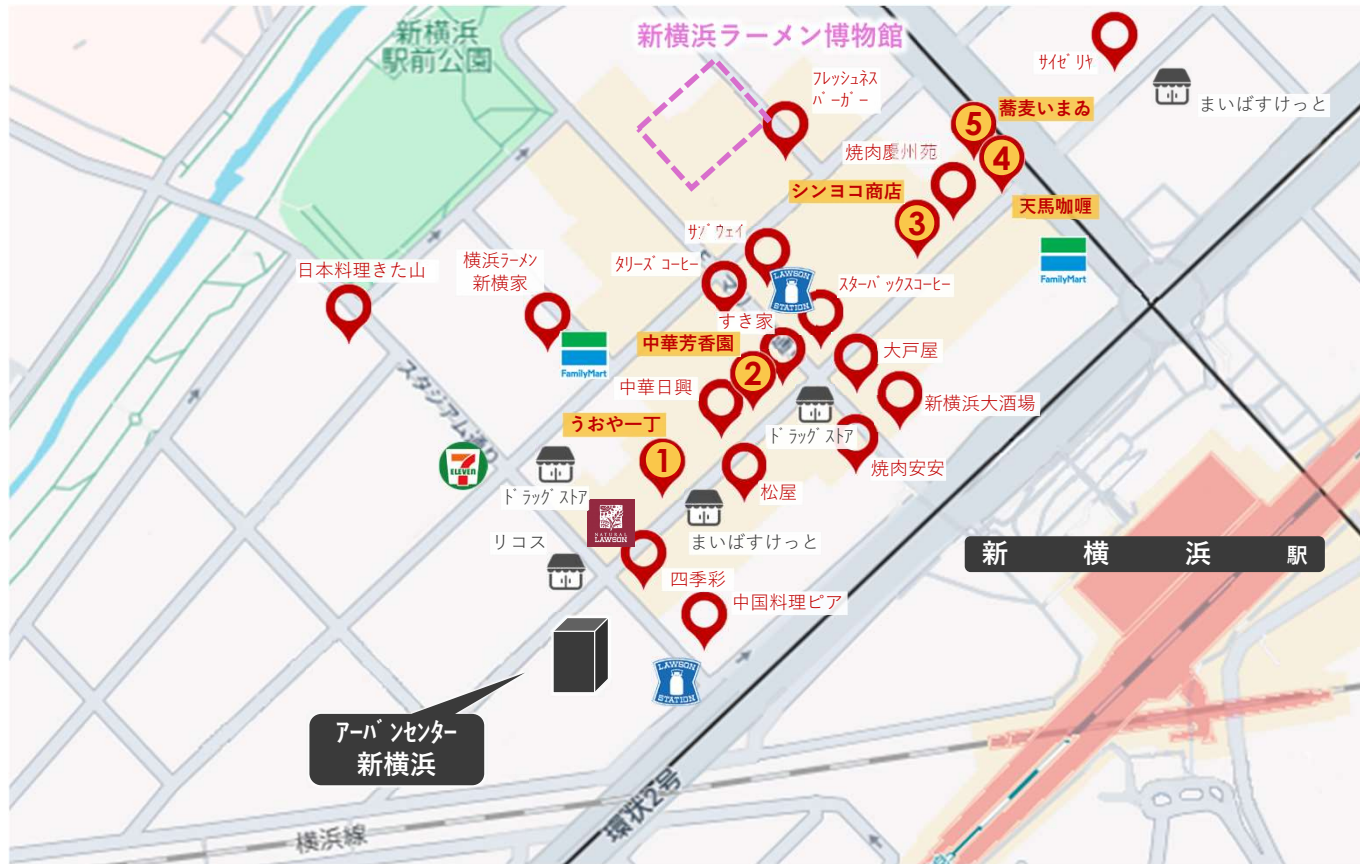 新横浜
駅前公園
新横浜ラーメン博物館
フレッシュネス
バーガー
サイゼリヤ
まいばすけっと
5
蕎麦いまゐ
焼肉慶州苑
4
シンヨコ商店
3
天馬咖喱
FamilyMart
サブウェイ
タリーズコーヒー
LAWSON
STATION
スターバックスコーヒー
日本料理きた山
横浜ラーメン
新横家
すき家
FamilyMart
中華芳香園
2
大戸屋
中華日興
新横浜大酒場
スタジアム通り
うおや一丁
1
ドラッグストア
焼肉安安
7
ELEVEN
ドラッグストア
松屋
NATURAL
LAWSON
リコス
まいばすけっと
新横浜駅
四季彩
中国料理ピア
LAWSON
STATION
アーバンセンター
新横浜
環状2号
横浜線